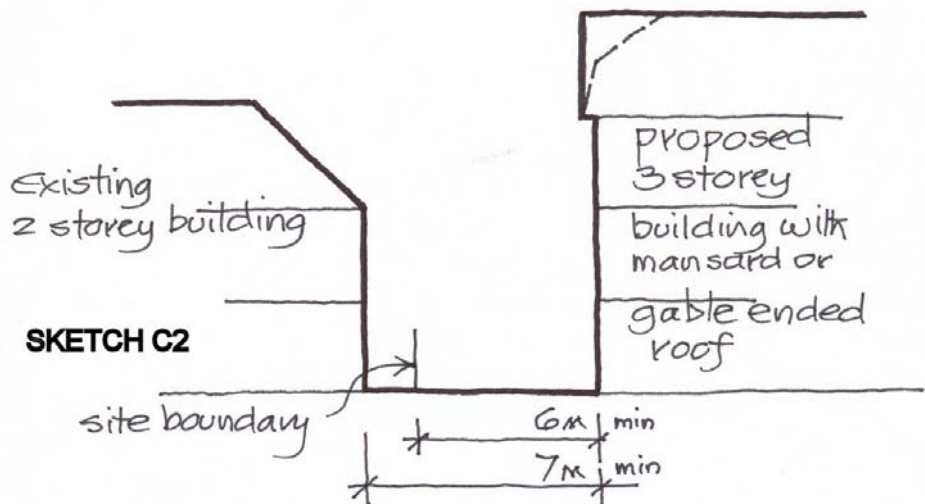 Existing
2 storey building
SKETCH C2
site boundary
proposed
3 storey
building with
mansard or
gable ended
roof
6M min
7M min